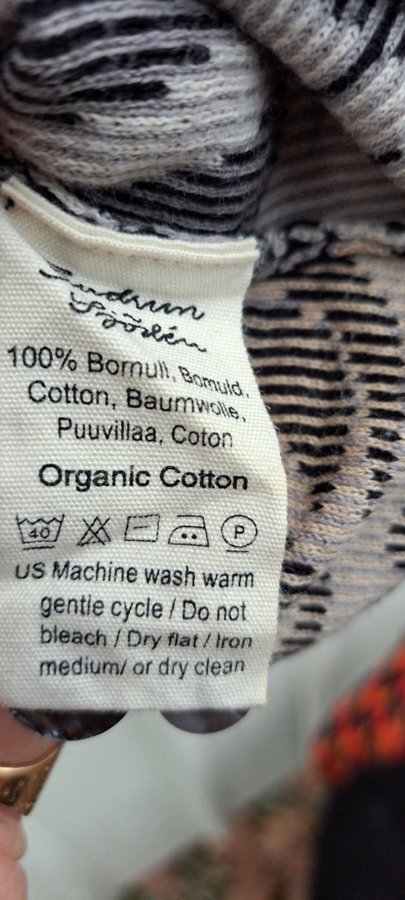 Gudrun
Sjödén
100% Bomull, Bomuld,
Cotton, Baumwolle,
Puuvillaa, Coton
Organic Cotton
40 P
US Machine wash warm
gentle cycle / Do not
bleach / Dry flat / Iron
medium/ or dry clean